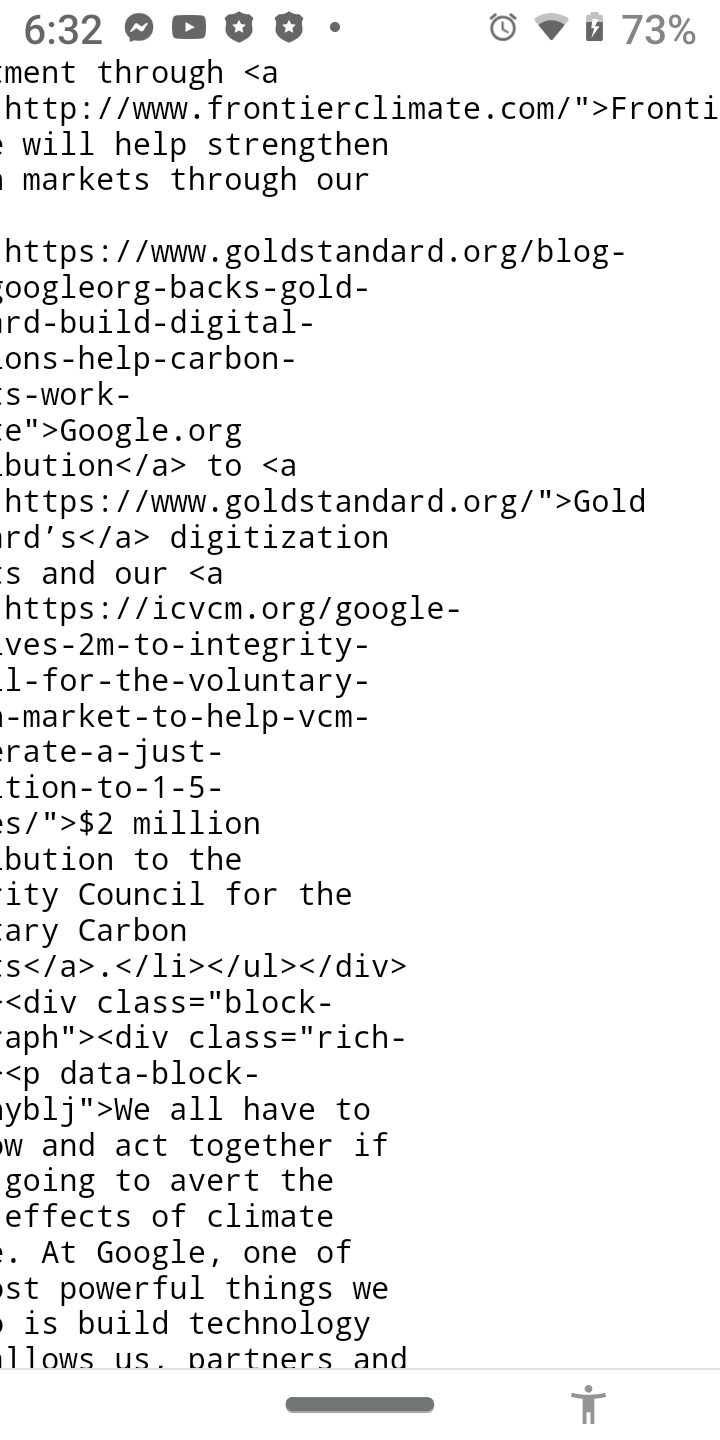 6:32 73%
tment through <a
http://www.frontierclimate.com/">Fronti
e will help strengthen
n markets through our
https://www.goldstandard.org/blog-
googleorg-backs-gold-
ard-build-digital-
ions-help-carbon-
ts-work-
te">Google.org
ibution</a> to <a
https://www.goldstandard.org/">Gold
ard’s</a> digitization
ts and our <a
https://icvcm.org/google-
ives-2m-to-integrity-
il-for-the-voluntary-
n-market-to-help-vcm-
erate-a-just-
ition-to-1-5-
es/">$2 million
ibution to the
rity Council for the
tary Carbon
ts</a>.</li></ul></div>
><div class="block-
raph"><div class="rich-
><p data-block-
nyblj">We all have to
ow and act together if
going to avert the
effects of climate
e. At Google, one of
ost powerful things we
o is build technology
allows us, partners and